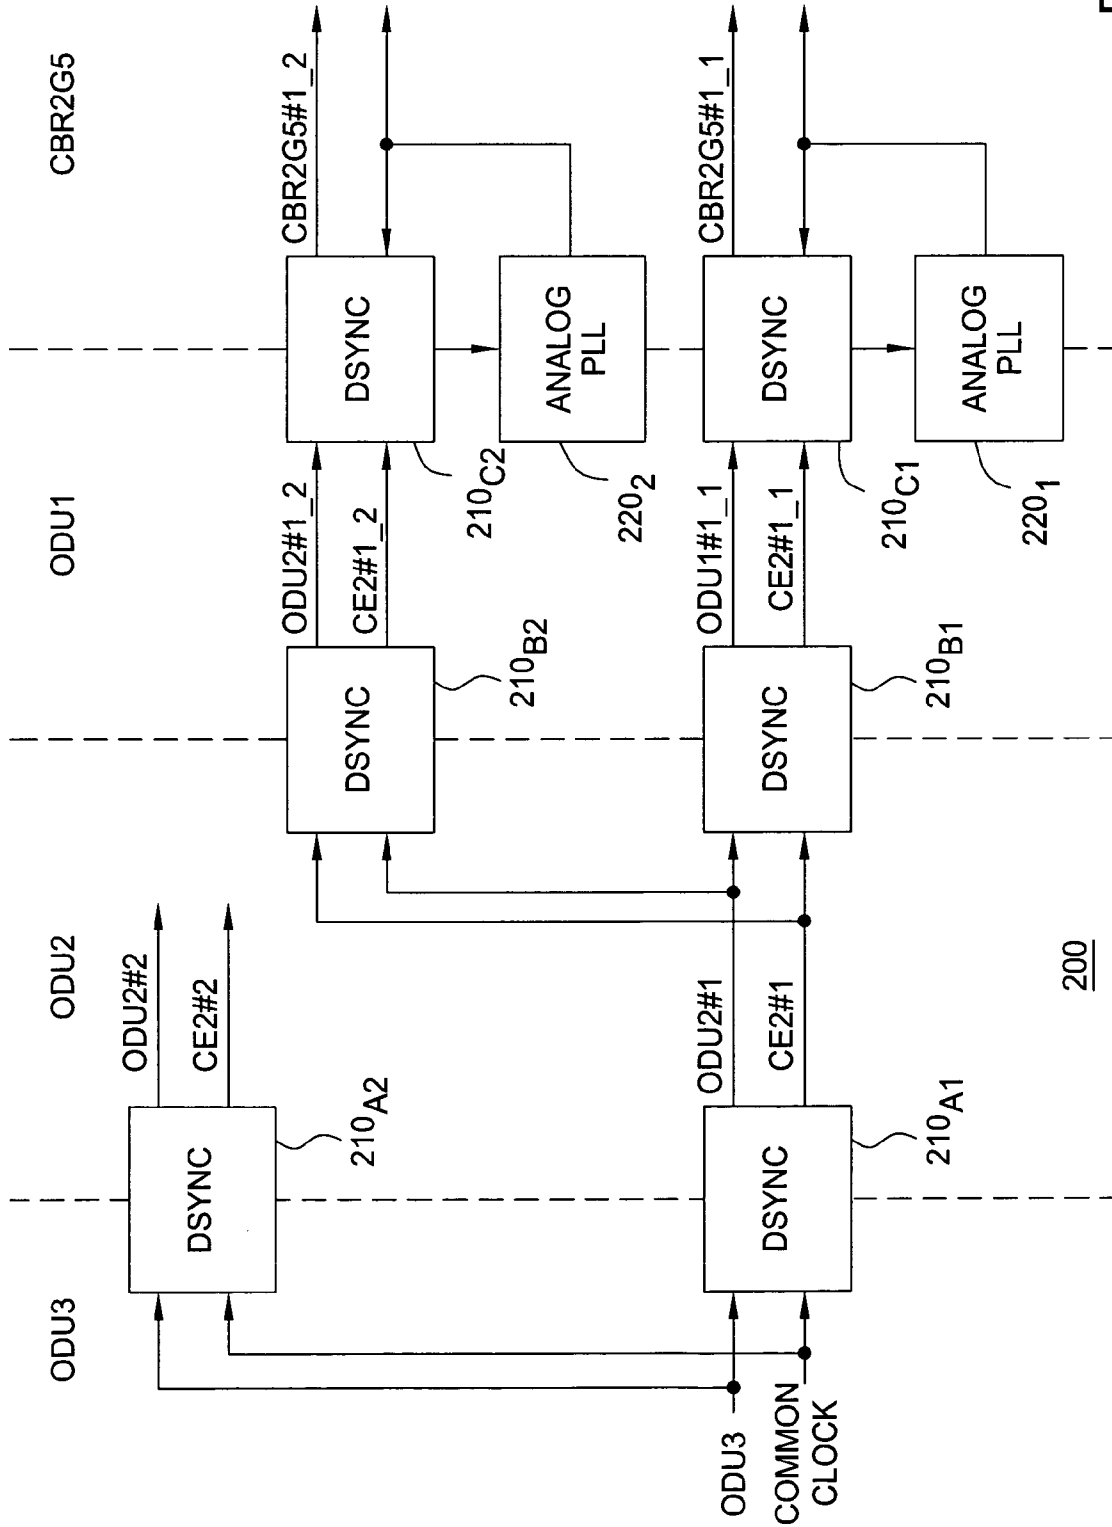 ODU3
ODU2
ODU1
CBR2G5
ODU2#2
CE2#2
DSYNC
210A2
ODU2#1_2
CE2#1_2
DSYNC
210B2
CBR2G5#1_2
DSYNC
210C2
ANALOG
PLL
2202
ODU3
COMMON
CLOCK
DSYNC
210A1
ODU2#1
CE2#1
DSYNC
210B1
ODU1#1_1
CE2#1_1
DSYNC
210C1
CBR2G5#1_1
ANALOG
PLL
2201
200